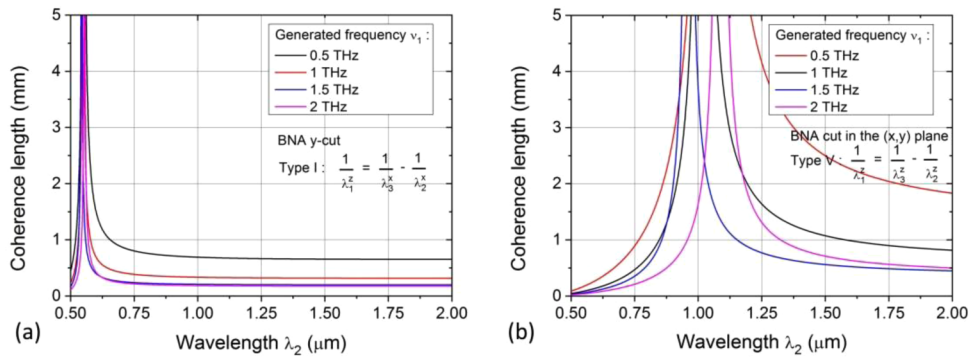 Coherence length (mm)
5
4
3
2
1
0
Generated frequency ν₁ :
0.5 THz
1 THz
1.5 THz
2 THz
BNA y-cut
Type I : 1/λ₁ᶻ = 1/λ₃ˣ - 1/λ₂ˣ
0.50 0.75 1.00 1.25 1.50 1.75 2.00
(a) Wavelength λ₂ (μm)
Coherence length (mm)
5
4
3
2
1
0
Generated frequency ν₁ :
0.5 THz
1 THz
1.5 THz
2 THz
BNA cut in the (x,y) plane
Type V : 1/λ₁ᶻ = 1/λ₃ᶻ - 1/λ₂ᶻ
0.50 0.75 1.00 1.25 1.50 1.75 2.00
(b) Wavelength λ₂ (μm)